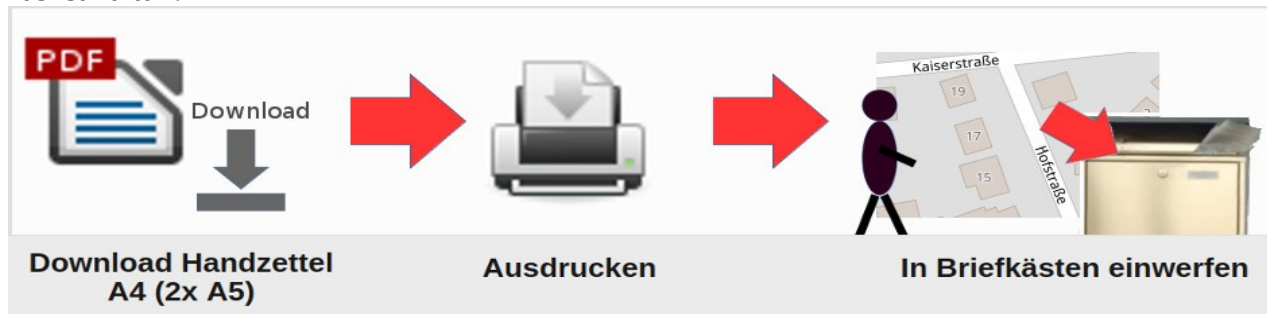 PDF
Download
Kaiserstraße
19
17
15
Hofstraße
Download Handzettel
A4 (2x A5)
Ausdrucken
In Briefkästen einwerfen